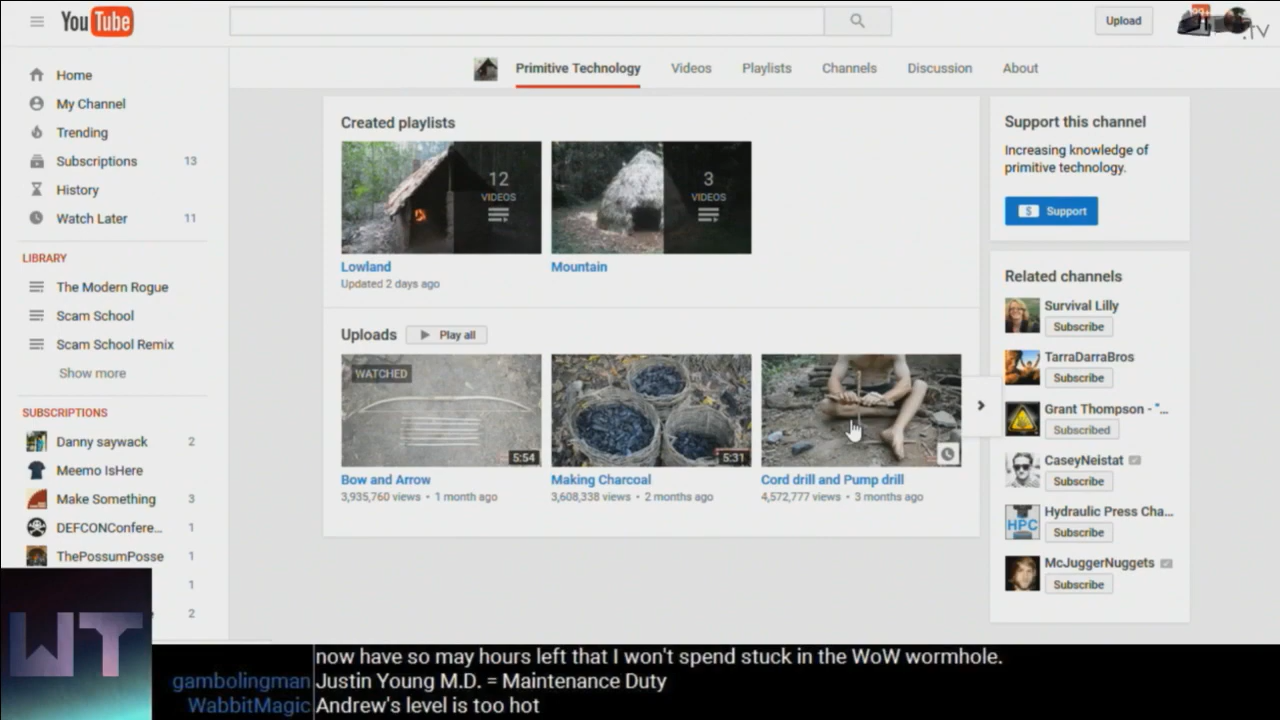 YouTube
Upload
99+
.TV
Home
My Channel
Trending
Subscriptions 13
History
Watch Later 11
LIBRARY
The Modern Rogue
Scam School
Scam School Remix
Show more
SUBSCRIPTIONS
Danny saywack 2
Meemo IsHere
Make Something 3
DEFCONConfere... 1
ThePossumPosse 1
1
2
Primitive Technology Videos Playlists Channels Discussion About
Created playlists
12
VIDEOS
3
VIDEOS
Lowland
Updated 2 days ago
Mountain
Uploads Play all
WATCHED
5:54
5:31
Bow and Arrow
3,935,760 views • 1 month ago
Making Charcoal
3,608,338 views • 2 months ago
Cord drill and Pump drill
4,572,777 views • 3 months ago
Support this channel
Increasing knowledge of
primitive technology.
$ Support
Related channels
Survival Lilly
Subscribe
TarraDarraBros
Subscribe
Grant Thompson - "...
Subscribed
CaseyNeistat
Subscribe
HPC
Hydraulic Press Cha...
Subscribe
McJuggerNuggets
Subscribe
WT
now have so may hours left that I won't spend stuck in the WoW wormhole.
gambolingman Justin Young M.D. = Maintenance Duty
WabbitMagic Andrew's level is too hot